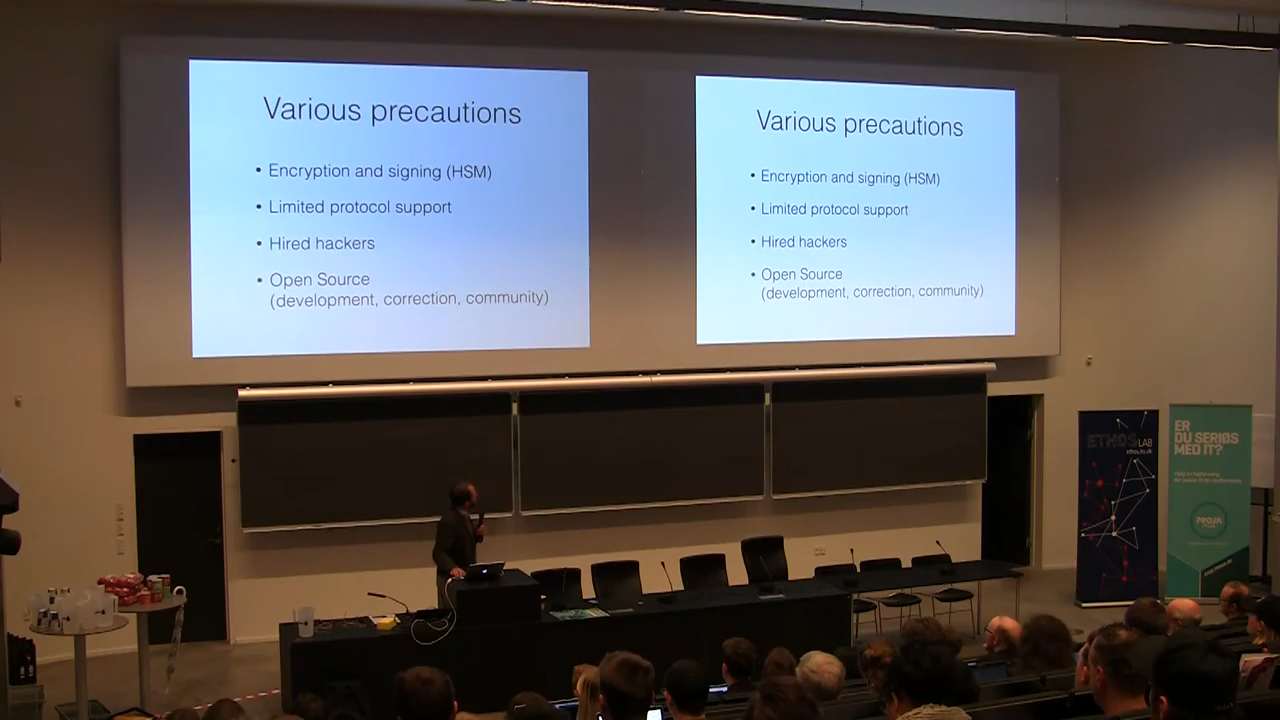 Various precautions
• Encryption and signing (HSM)
• Limited protocol support
• Hired hackers
• Open Source
(development, correction, community)
Various precautions
• Encryption and signing (HSM)
• Limited protocol support
• Hired hackers
• Open Source
(development, correction, community)
ETHOS LAB
ER
DU SERIØS
MED IT?
PROSA